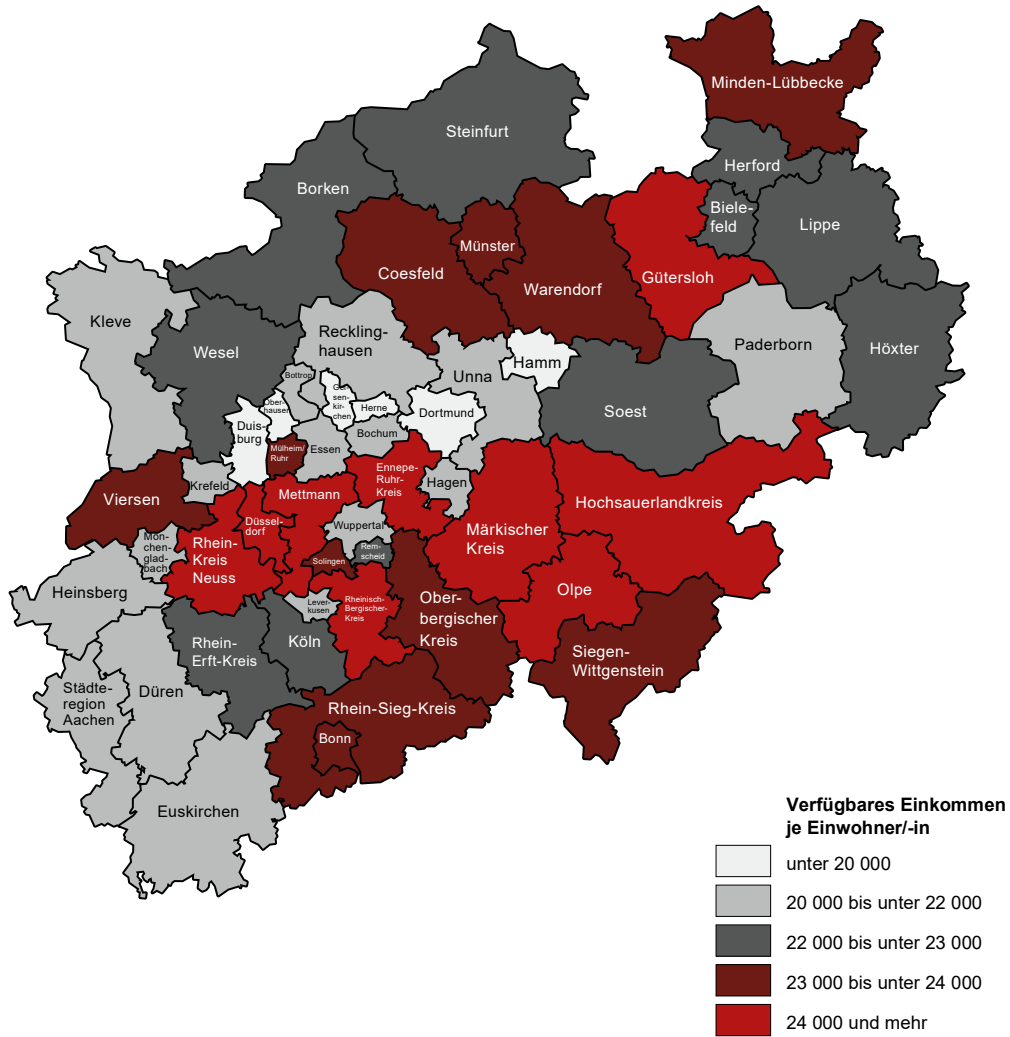 Minden-Lübbecke
Steinfurt
Herford
Borken
Biele-
feld
Lippe
Münster
Coesfeld
Warendorf
Gütersloh
Kleve
Reckling-
hausen
Wesel
Hamm
Paderborn
Höxter
Unna
Bottrop
Gel-
sen-
kir-
chen
Ober-
hausen
Herne
Dortmund
Soest
Duis-
burg
Mülheim/
Ruhr
Essen
Bochum
Krefeld
Viersen
Mettmann
Ennepe-
Ruhr-
Kreis
Hagen
Hochsauerlandkreis
Düssel-
dorf
Wuppertal
Märkischer
Kreis
Mön-
chen-
glad-
bach
Rhein-
Kreis
Neuss
Solingen
Rem-
scheid
Heinsberg
Lever-
kusen
Rheinisch-
Bergischer-
Kreis
Ober-
bergischer
Kreis
Olpe
Rhein-
Erft-Kreis
Köln
Siegen-
Wittgenstein
Städte-
region
Aachen
Düren
Rhein-Sieg-Kreis
Bonn
Euskirchen
Verfügbares Einkommen
je Einwohner/-in
unter 20 000
20 000 bis unter 22 000
22 000 bis unter 23 000
23 000 bis unter 24 000
24 000 und mehr